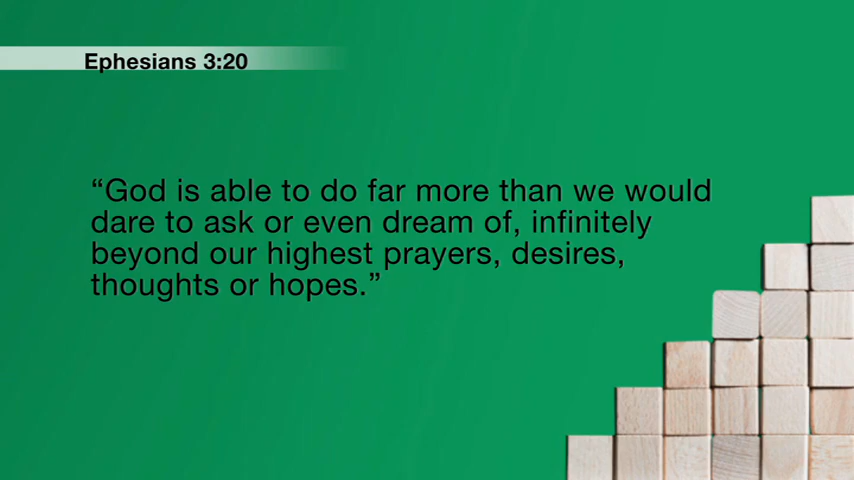 Ephesians 3:20
“God is able to do far more than we would
dare to ask or even dream of, infinitely
beyond our highest prayers, desires,
thoughts or hopes.”